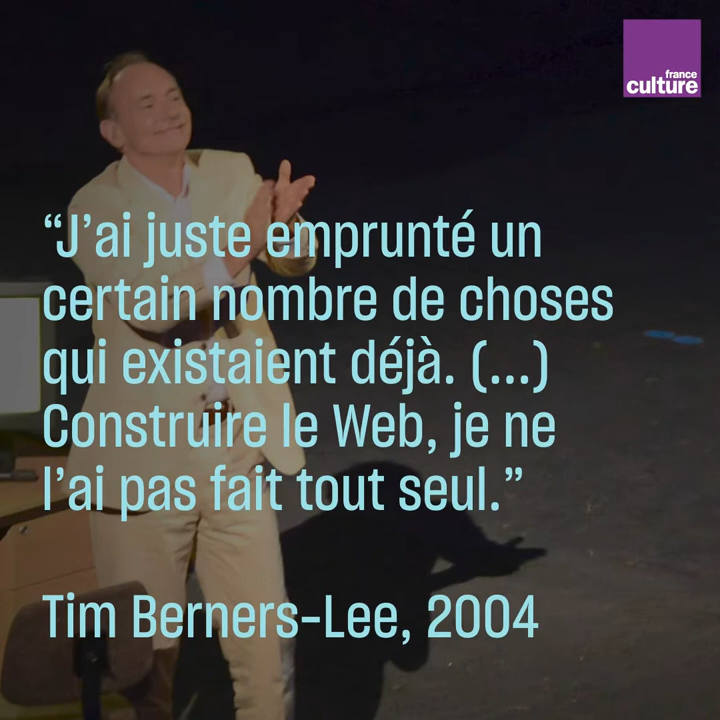 france
culture
“J’ai juste emprunté un
certain nombre de choses
qui existaient déjà. (...)
Construire le Web, je ne
l’ai pas fait tout seul.”
Tim Berners-Lee, 2004